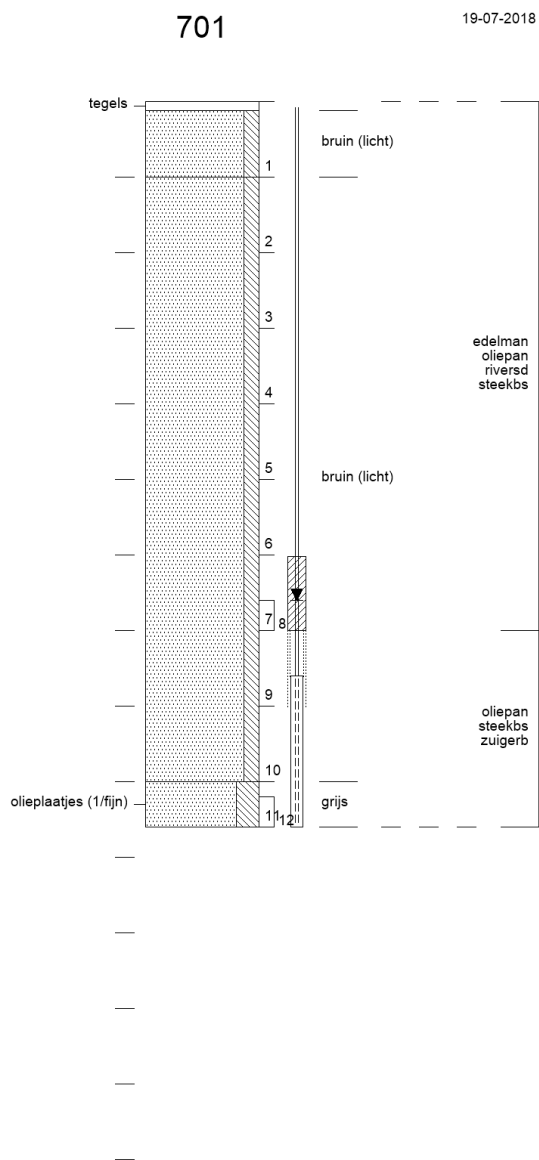 701
19-07-2018
tegels
bruin (licht)
1
2
3
edelman
oliepan
riversd
steekbs
4
5
bruin (licht)
6
7
8
9
oliepan
steekbs
zuigerb
10
olieplaatjes (1/fijn)
11
12
grijs